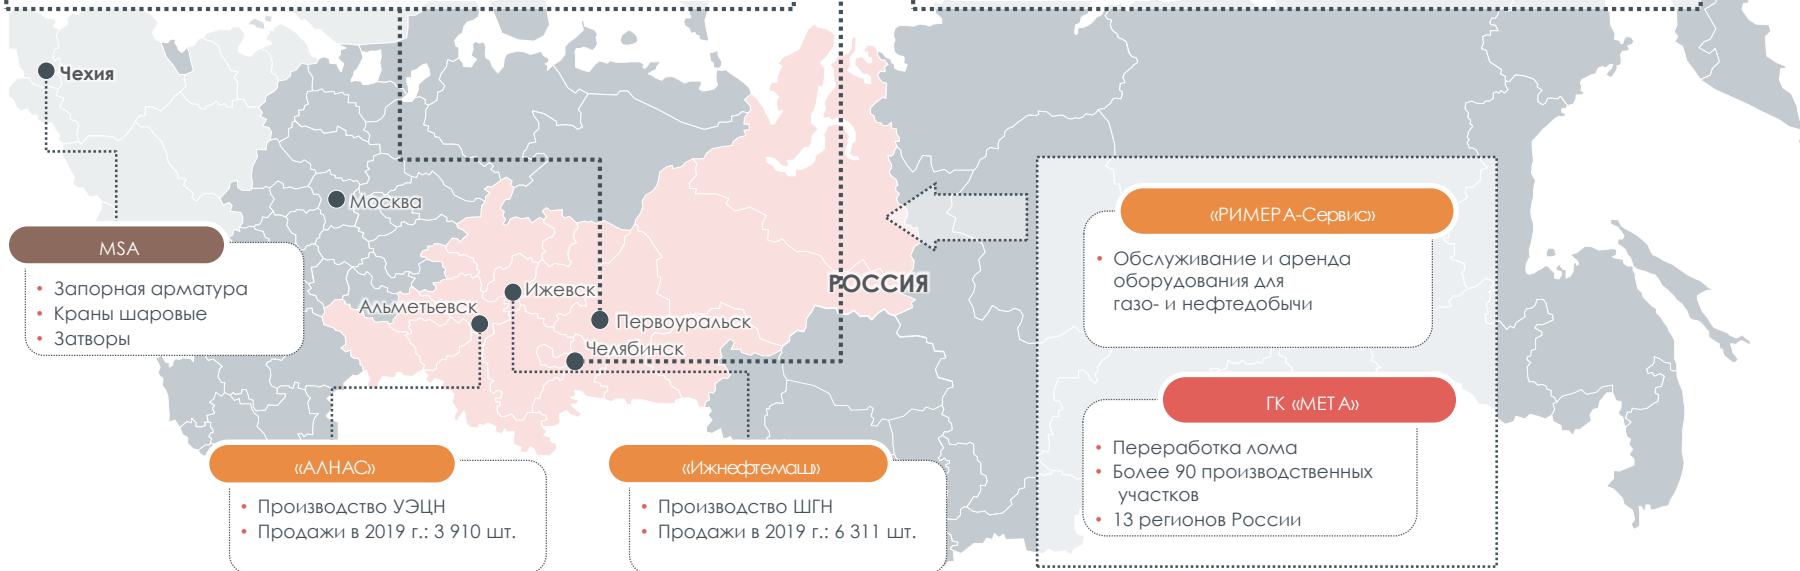 Чехия
Москва
MSA
• Запорная арматура
• Краны шаровые
• Затворы
Альметьевск
Ижевск
Первоуральск
Челябинск
РОССИЯ
«РИМЕРА-Сервис»
• Обслуживание и аренда
оборудования для
газо- и нефтедобычи
ГК «МЕТА»
• Переработка лома
• Более 90 производственных
участков
• 13 регионов России
«АЛНАС»
• Производство УЭЦН
• Продажи в 2019 г.: 3 910 шт.
«Ижнефтемаш»
• Производство ШГН
• Продажи в 2019 г.: 6 311 шт.